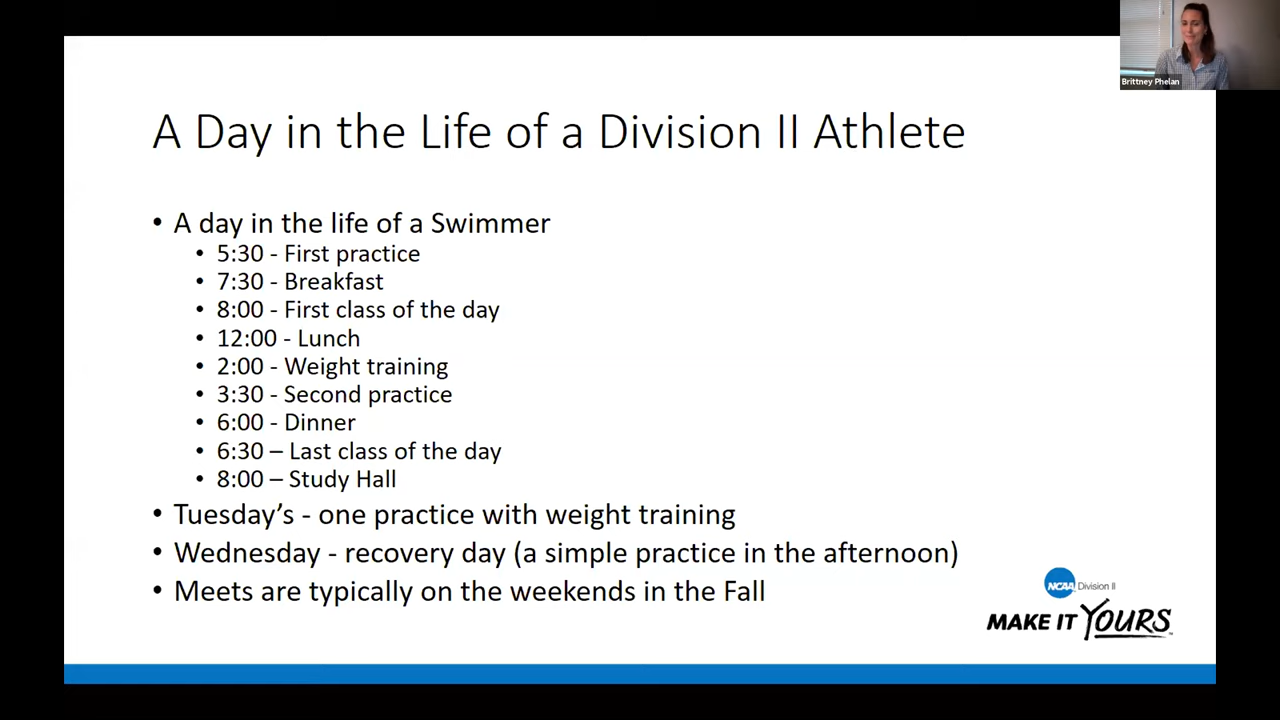 Brittney Phelan
A Day in the Life of a Division II Athlete
• A day in the life of a Swimmer
• 5:30 - First practice
• 7:30 - Breakfast
• 8:00 - First class of the day
• 12:00 - Lunch
• 2:00 - Weight training
• 3:30 - Second practice
• 6:00 - Dinner
• 6:30 – Last class of the day
• 8:00 – Study Hall
• Tuesday’s - one practice with weight training
• Wednesday - recovery day (a simple practice in the afternoon)
• Meets are typically on the weekends in the Fall
NCAA Division II
MAKE IT YOURS™